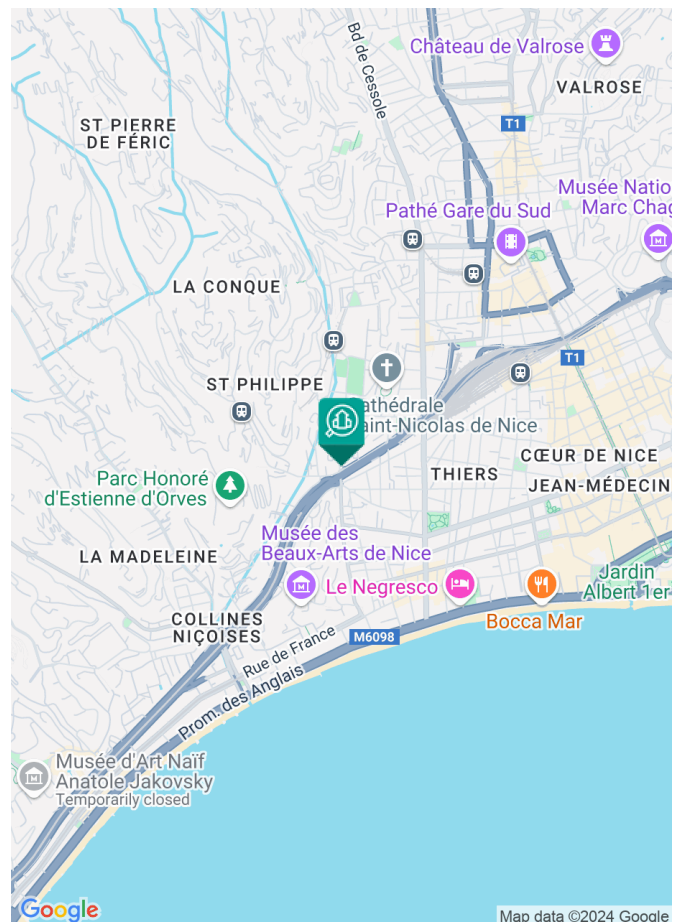 Château de Valrose
VALROSE
Bd de Cessole
ST PIERRE
DE FÉRIC
T1
Musée Natio
Marc Chag
Pathé Gare du Sud
LA CONQUE
T1
ST PHILIPPE
athédrale
aint-Nicolas de Nice
CŒUR DE NICE
JEAN-MÉDECIN
THIERS
Parc Honoré
d'Estienne d'Orves
Musée des
Beaux-Arts de Nice
LA MADELEINE
Le Negresco
Jardin
Albert 1er
Bocca Mar
COLLINES
NIÇOISES
M6098
Rue de France
Prom. des Anglais
Musée d'Art Naïf
Anatole Jakovsky
Temporarily closed
Google
Map data ©2024 Google